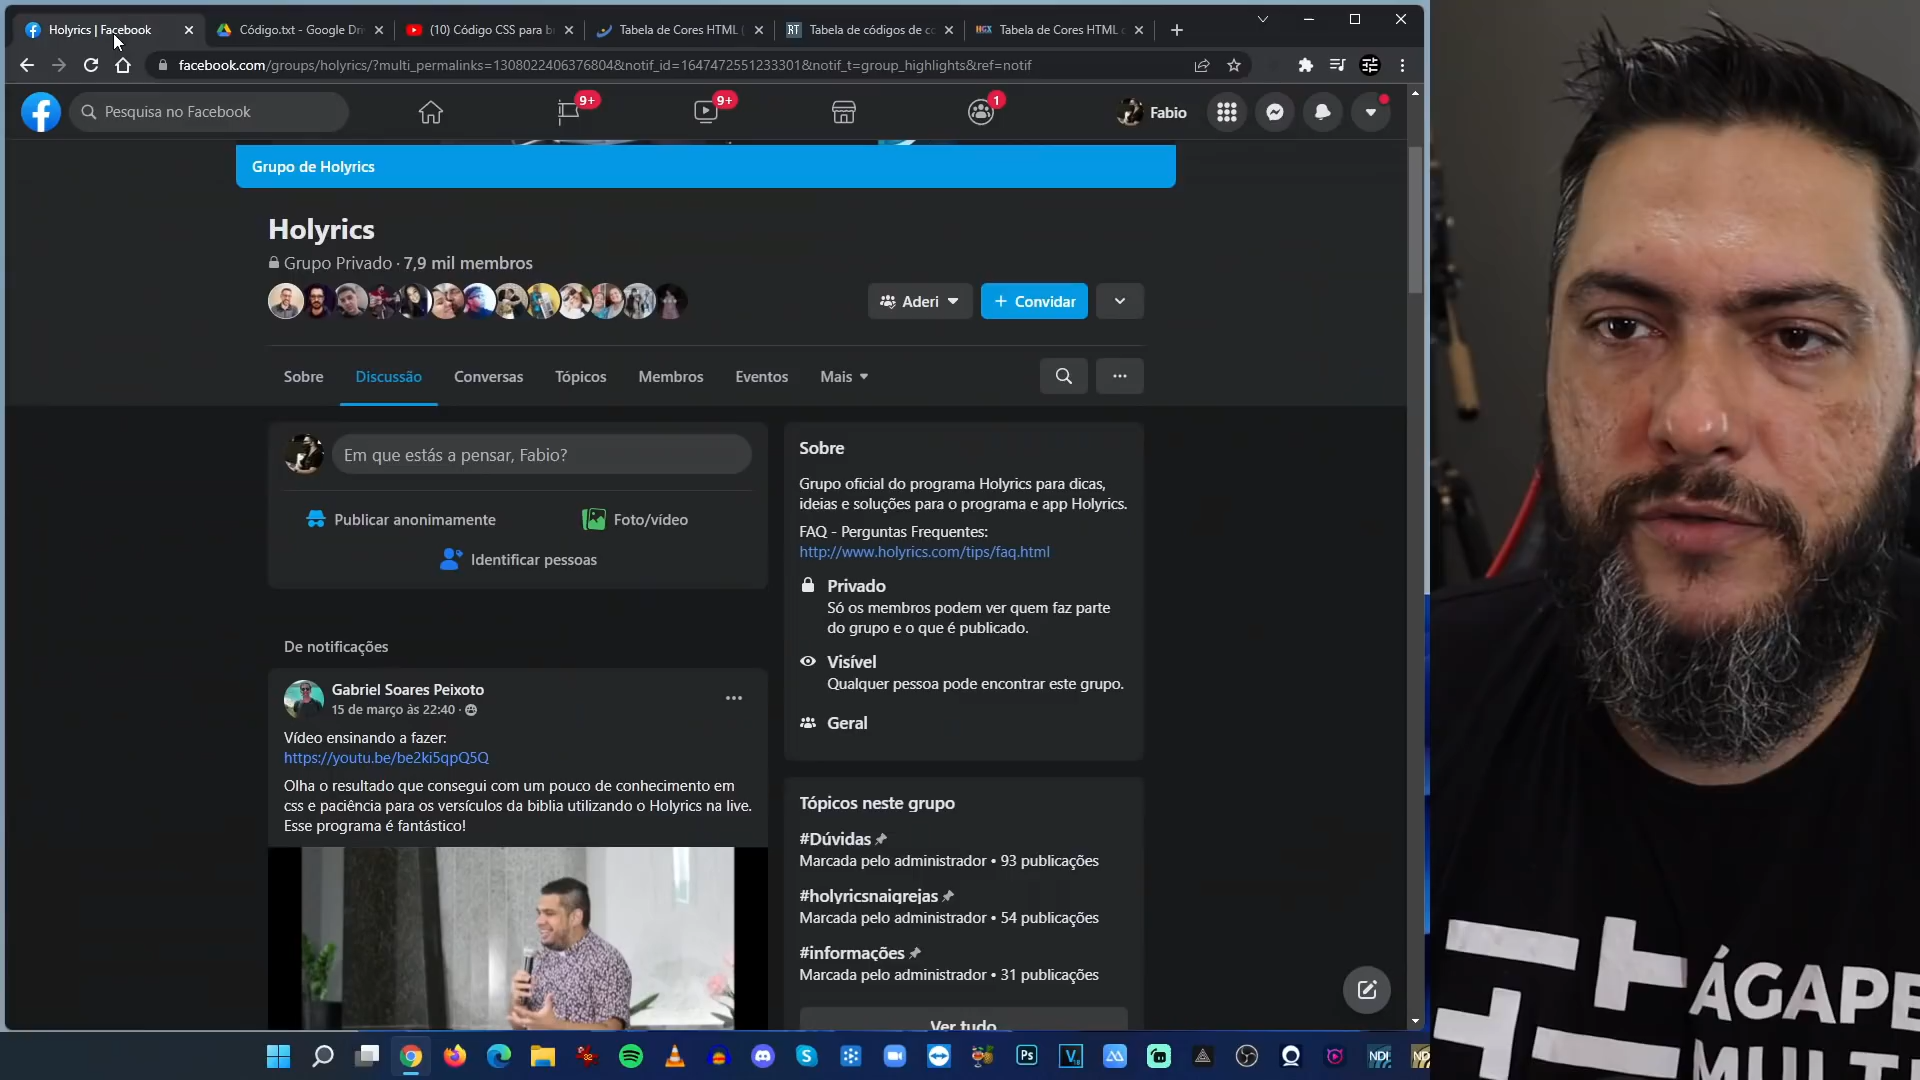 Holyrics | Facebook
Código.txt - Google Dri
(10) Código CSS para b
Tabela de Cores HTML (
Tabela de códigos de co
Tabela de Cores HTML c
facebook.com/groups/holyrics/?multi_permalinks=1308022406376804&notif_id=1647472551233301&notif_t=group_highlights&ref=notif
Pesquisa no Facebook
9+
9+
1
Fabio
Grupo de Holyrics
Holyrics
Grupo Privado · 7,9 mil membros
Aderi
+ Convidar
Sobre
Discussão
Conversas
Tópicos
Membros
Eventos
Mais
Em que estás a pensar, Fabio?
Publicar anonimamente
Foto/vídeo
Identificar pessoas
De notificações
Gabriel Soares Peixoto
15 de março às 22:40 ·
Vídeo ensinando a fazer:
https://youtu.be/be2ki5qpQ5Q
Olha o resultado que consegui com um pouco de conhecimento em
css e paciência para os versículos da biblia utilizando o Holyrics na live.
Esse programa é fantástico!
Sobre
Grupo oficial do programa Holyrics para dicas,
ideias e soluções para o programa e app Holyrics.
FAQ - Perguntas Frequentes:
http://www.holyrics.com/tips/faq.html
Privado
Só os membros podem ver quem faz parte
do grupo e o que é publicado.
Visível
Qualquer pessoa pode encontrar este grupo.
Geral
Tópicos neste grupo
#Dúvidas
Marcada pelo administrador • 93 publicações
#holyricsnaigrejas
Marcada pelo administrador • 54 publicações
#informações
Marcada pelo administrador • 31 publicações
Ver tudo
ÁGAPE
MULTI
RT
HGX
Ps
NDI
ND